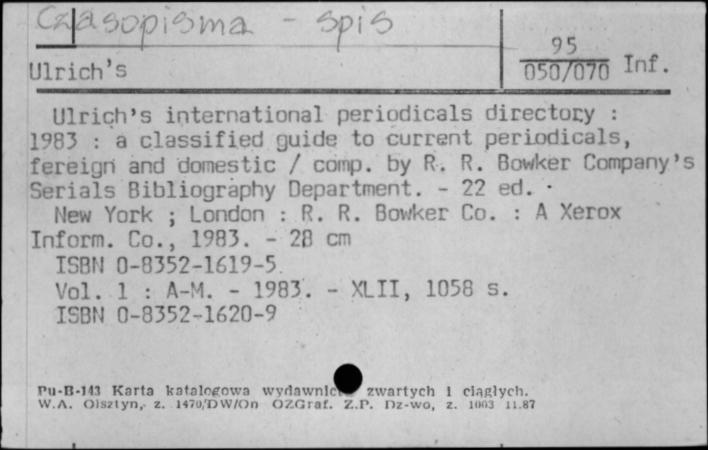 Czasopisma - spis
95
Ulrich's 050/070 Inf.
Ulrich's international periodicals directory :
1983 : a classified guide to current periodicals,
fereign and domestic / comp. by R. R. Bowker Company's
Serials Bibliography Department. - 22 ed. -
New York ; London : R. R. Bowker Co. : A Xerox
Inform. Co., 1983. - 28 cm
ISBN 0-8352-1619-5
Vol. 1 : A-M. - 1983. - XLII, 1058 s.
ISBN 0-8352-1620-9
Pu-B-143 Karta katalogowa wydawnic zwartych i ciągłych.
W.A. Olsztyn, z. 1470/DW/On OZGraf. Z.P. Dz-wo, z. 1003 11.87